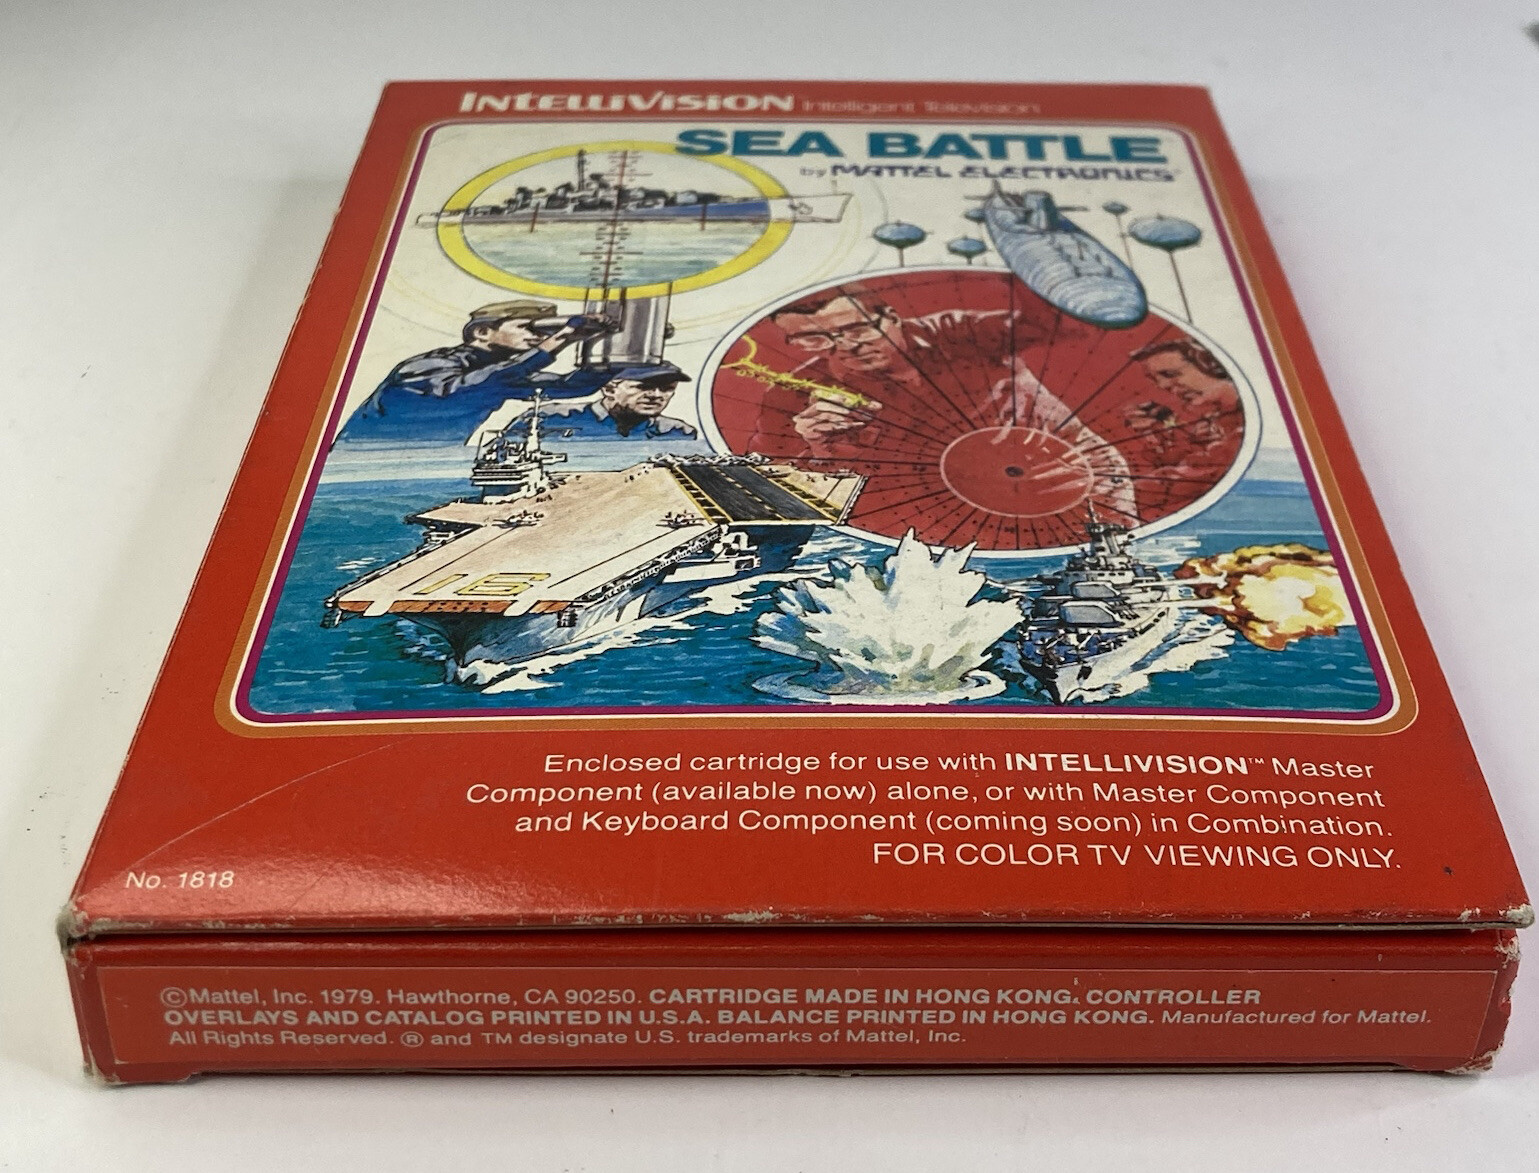 INTELLIVISION Intelligent Television
SEA BATTLE
by MATTEL ELECTRONICS®
16
Enclosed cartridge for use with INTELLIVISION™ Master
Component (available now) alone, or with Master Component
and Keyboard Component (coming soon) in Combination.
FOR COLOR TV VIEWING ONLY.
No. 1818
©Mattel, Inc. 1979. Hawthorne, CA 90250. CARTRIDGE MADE IN HONG KONG. CONTROLLER
OVERLAYS AND CATALOG PRINTED IN U.S.A. BALANCE PRINTED IN HONG KONG. Manufactured for Mattel.
All Rights Reserved. ® and TM designate U.S. trademarks of Mattel, Inc.